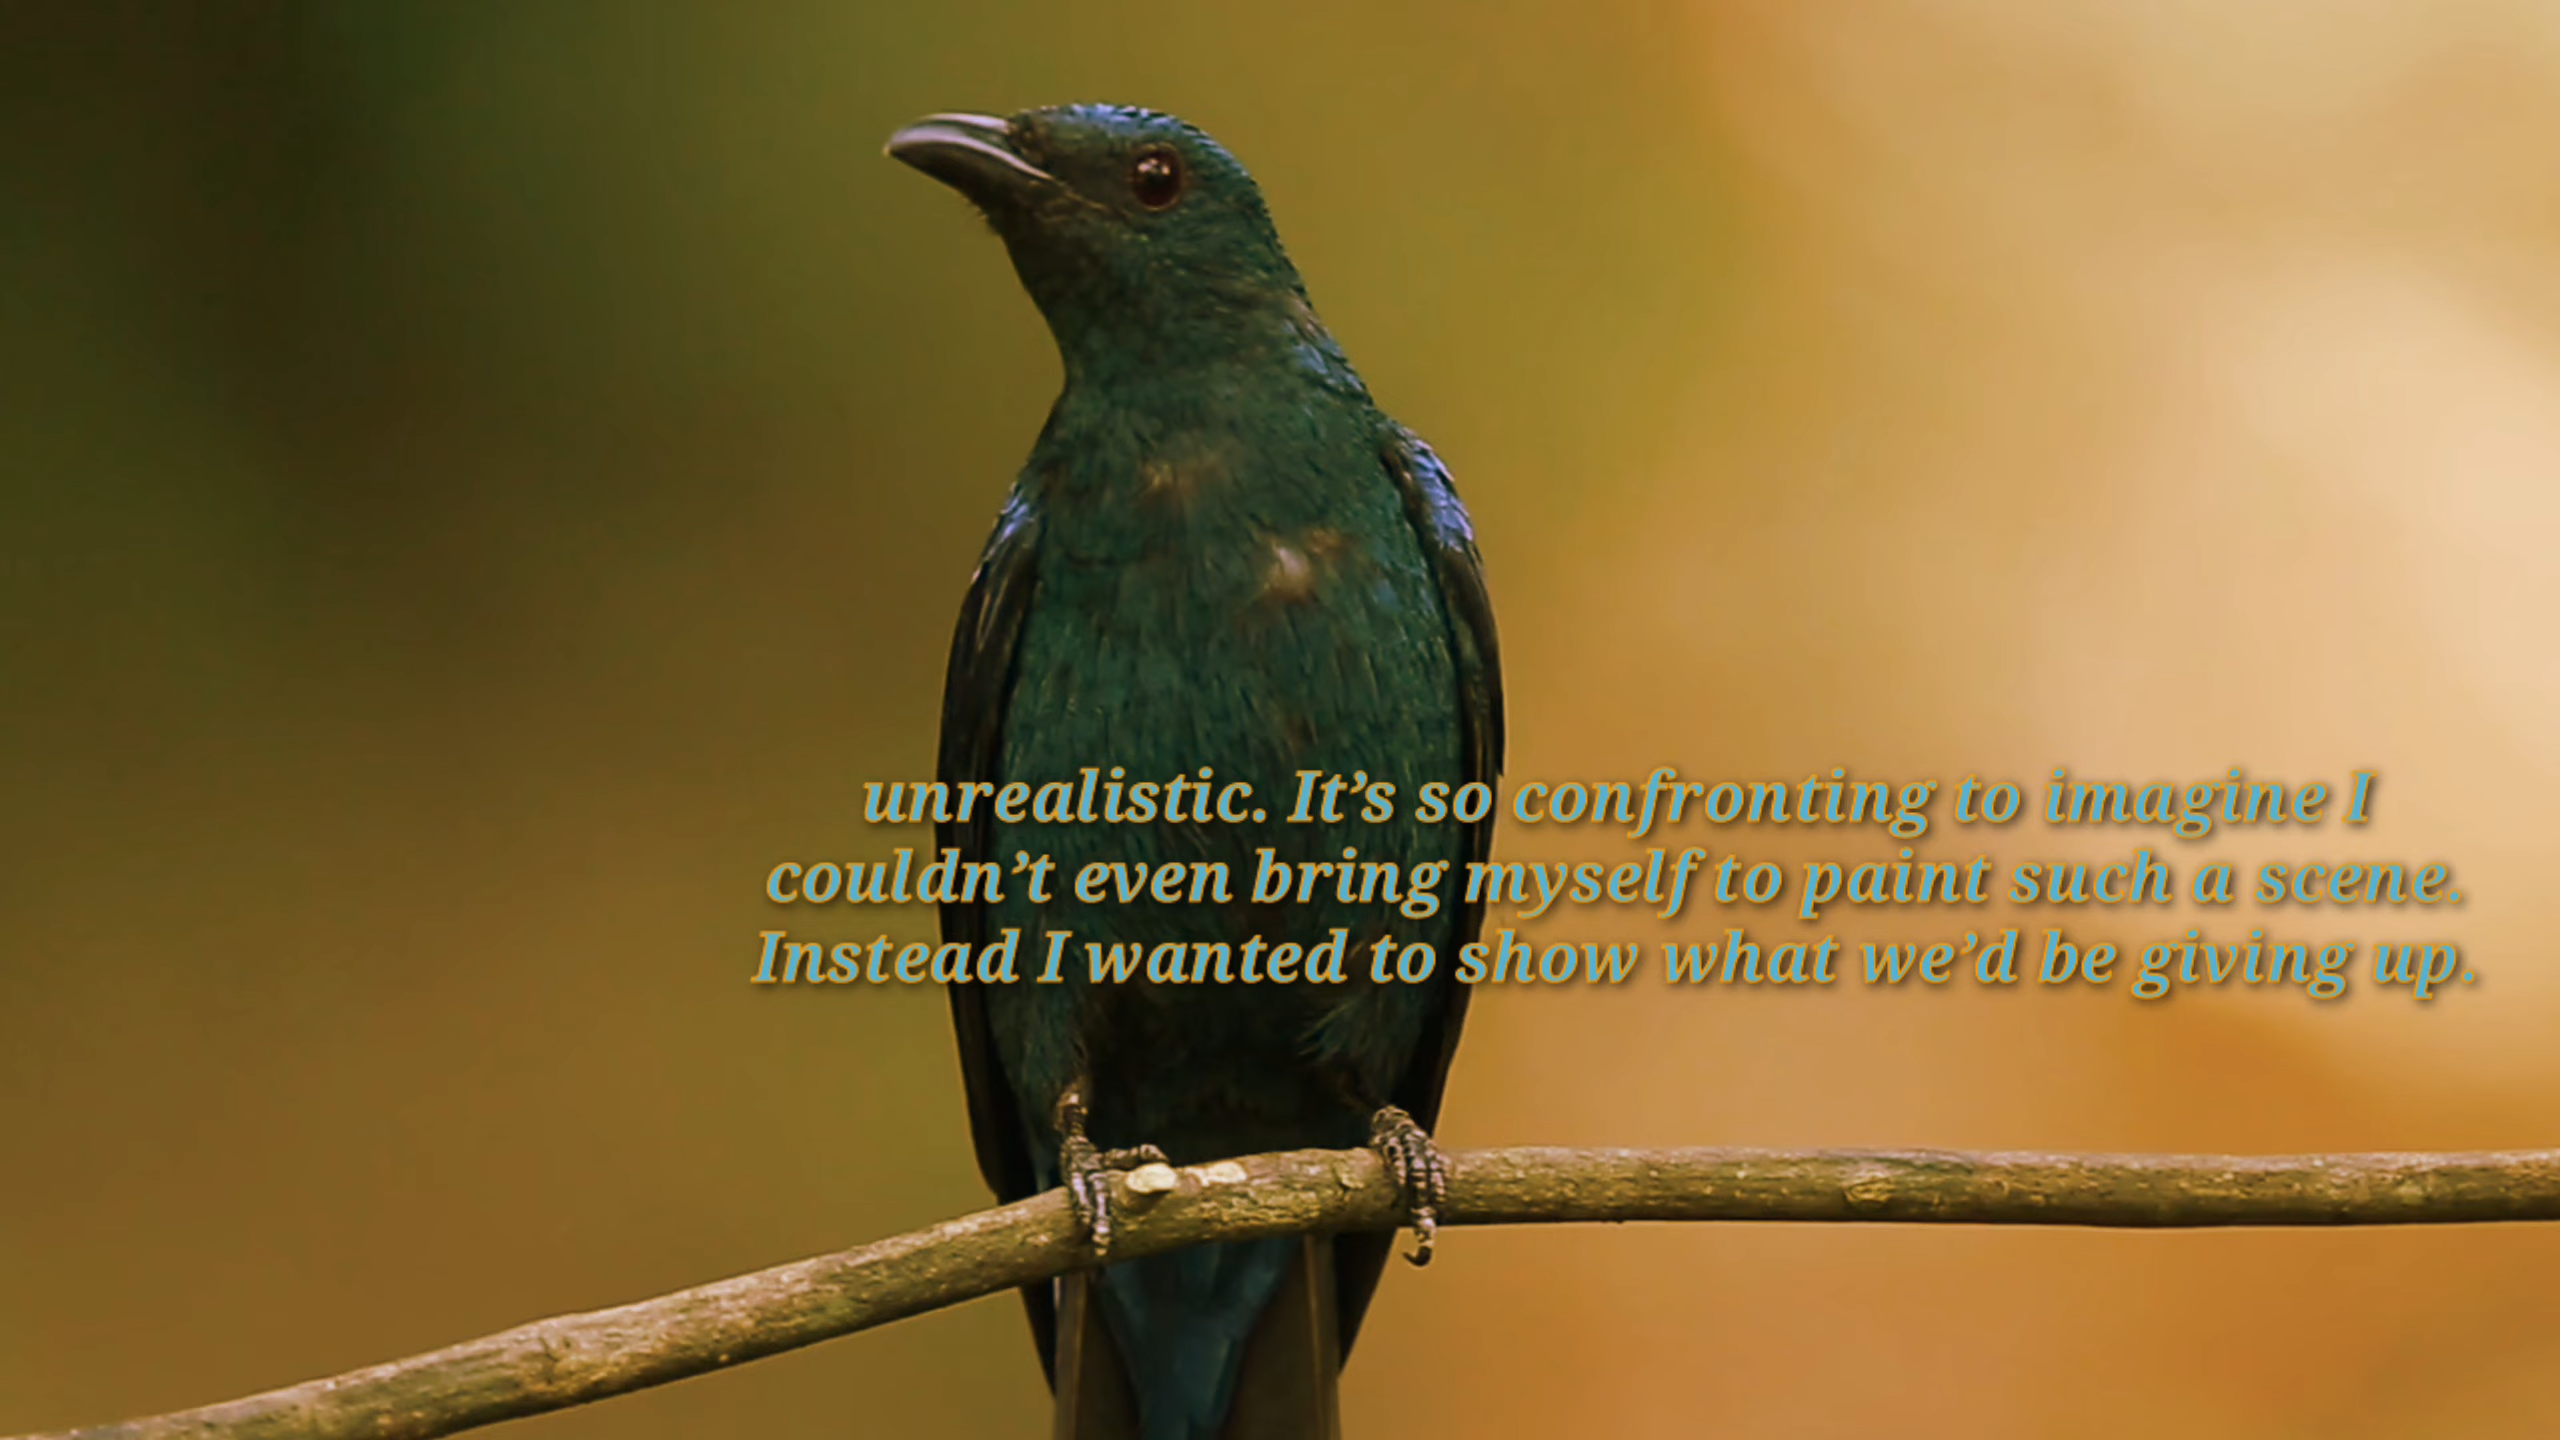 unrealistic. It’s so confronting to imagine I
couldn’t even bring myself to paint such a scene.
Instead I wanted to show what we’d be giving up.